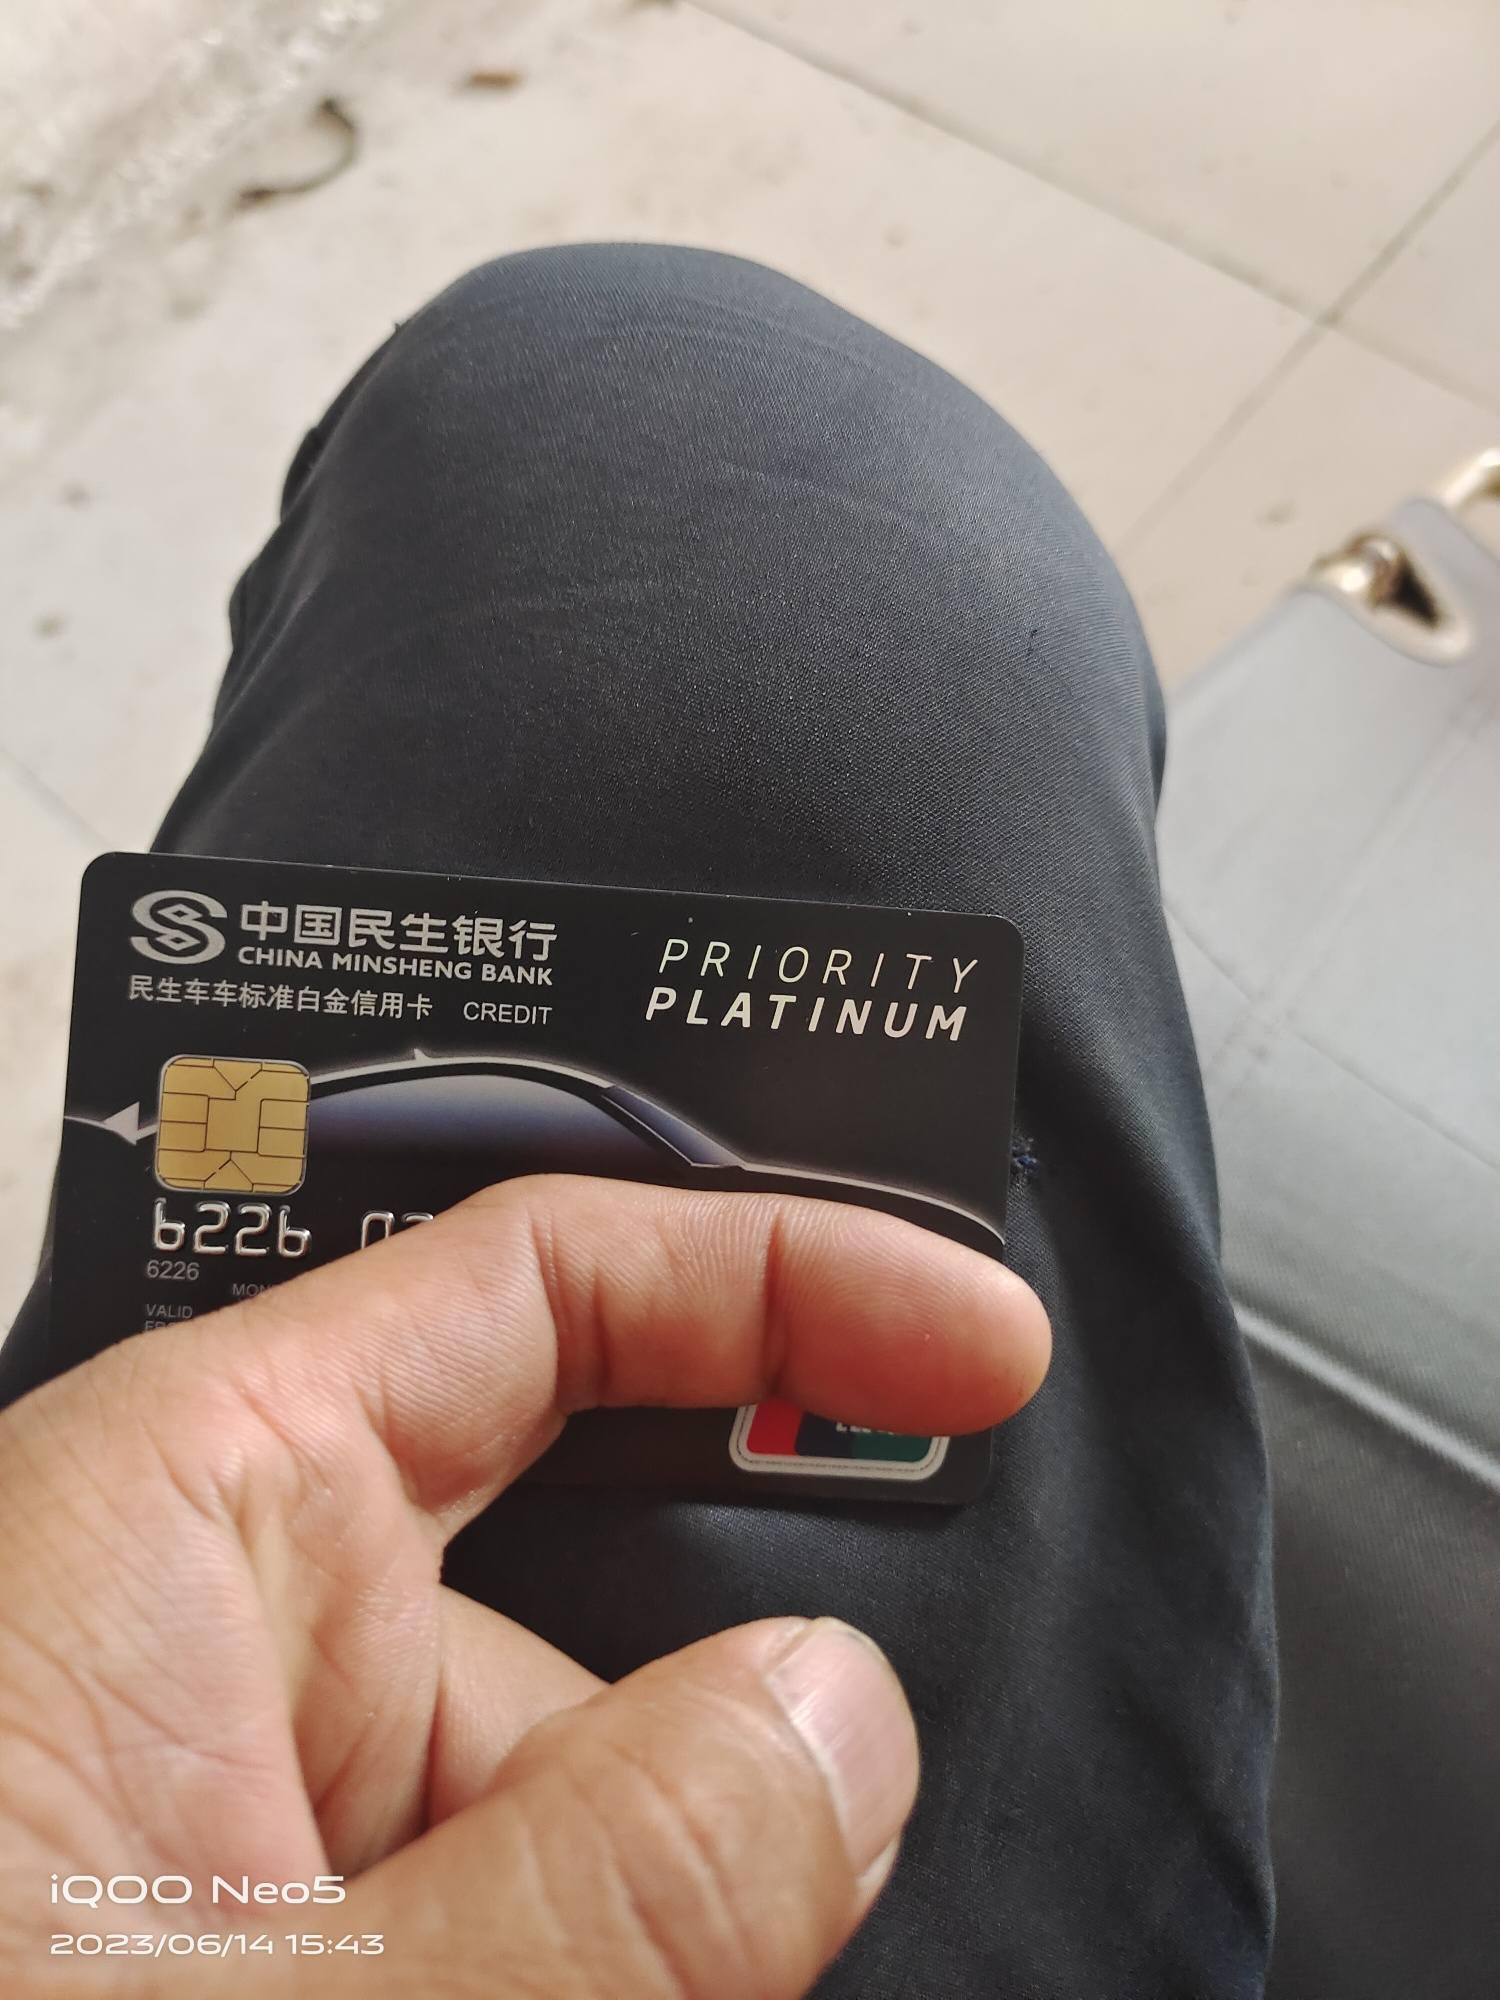 中国民生银行
CHINA MINSHENG BANK
民生车车标准白金信用卡 CREDIT
PRIORITY
PLATINUM
6226
6226
VALID
iQOO Neo5
2023/06/14 15:43